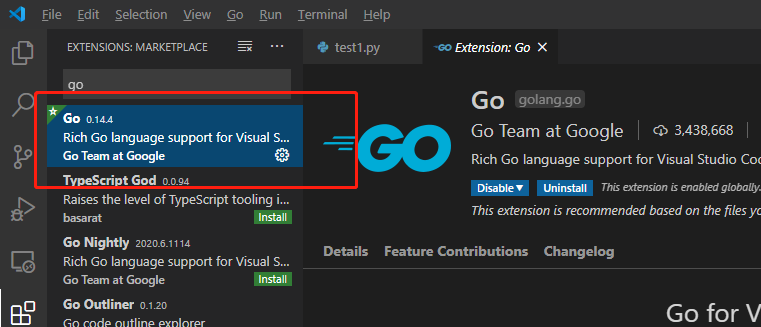 File Edit Selection View Go Run Terminal Help
EXTENSIONS: MARKETPLACE
go
Go 0.14.4
Rich Go language support for Visual S...
Go Team at Google
TypeScript God 0.0.94
Raises the level of TypeScript tooling i...
basarat Install
Go Nightly 2020.6.1114
Rich Go language support for Visual S...
Go Team at Google Install
Go Outliner 0.1.20
Go code outline explorer
test1.py
GO Extension: Go
GO
Go golang.go
Go Team at Google 3,438,668
Rich Go language support for Visual Studio Co
Disable Uninstall This extension is enabled globally.
This extension is recommended based on the files yo
Details Feature Contributions Changelog
Go for V